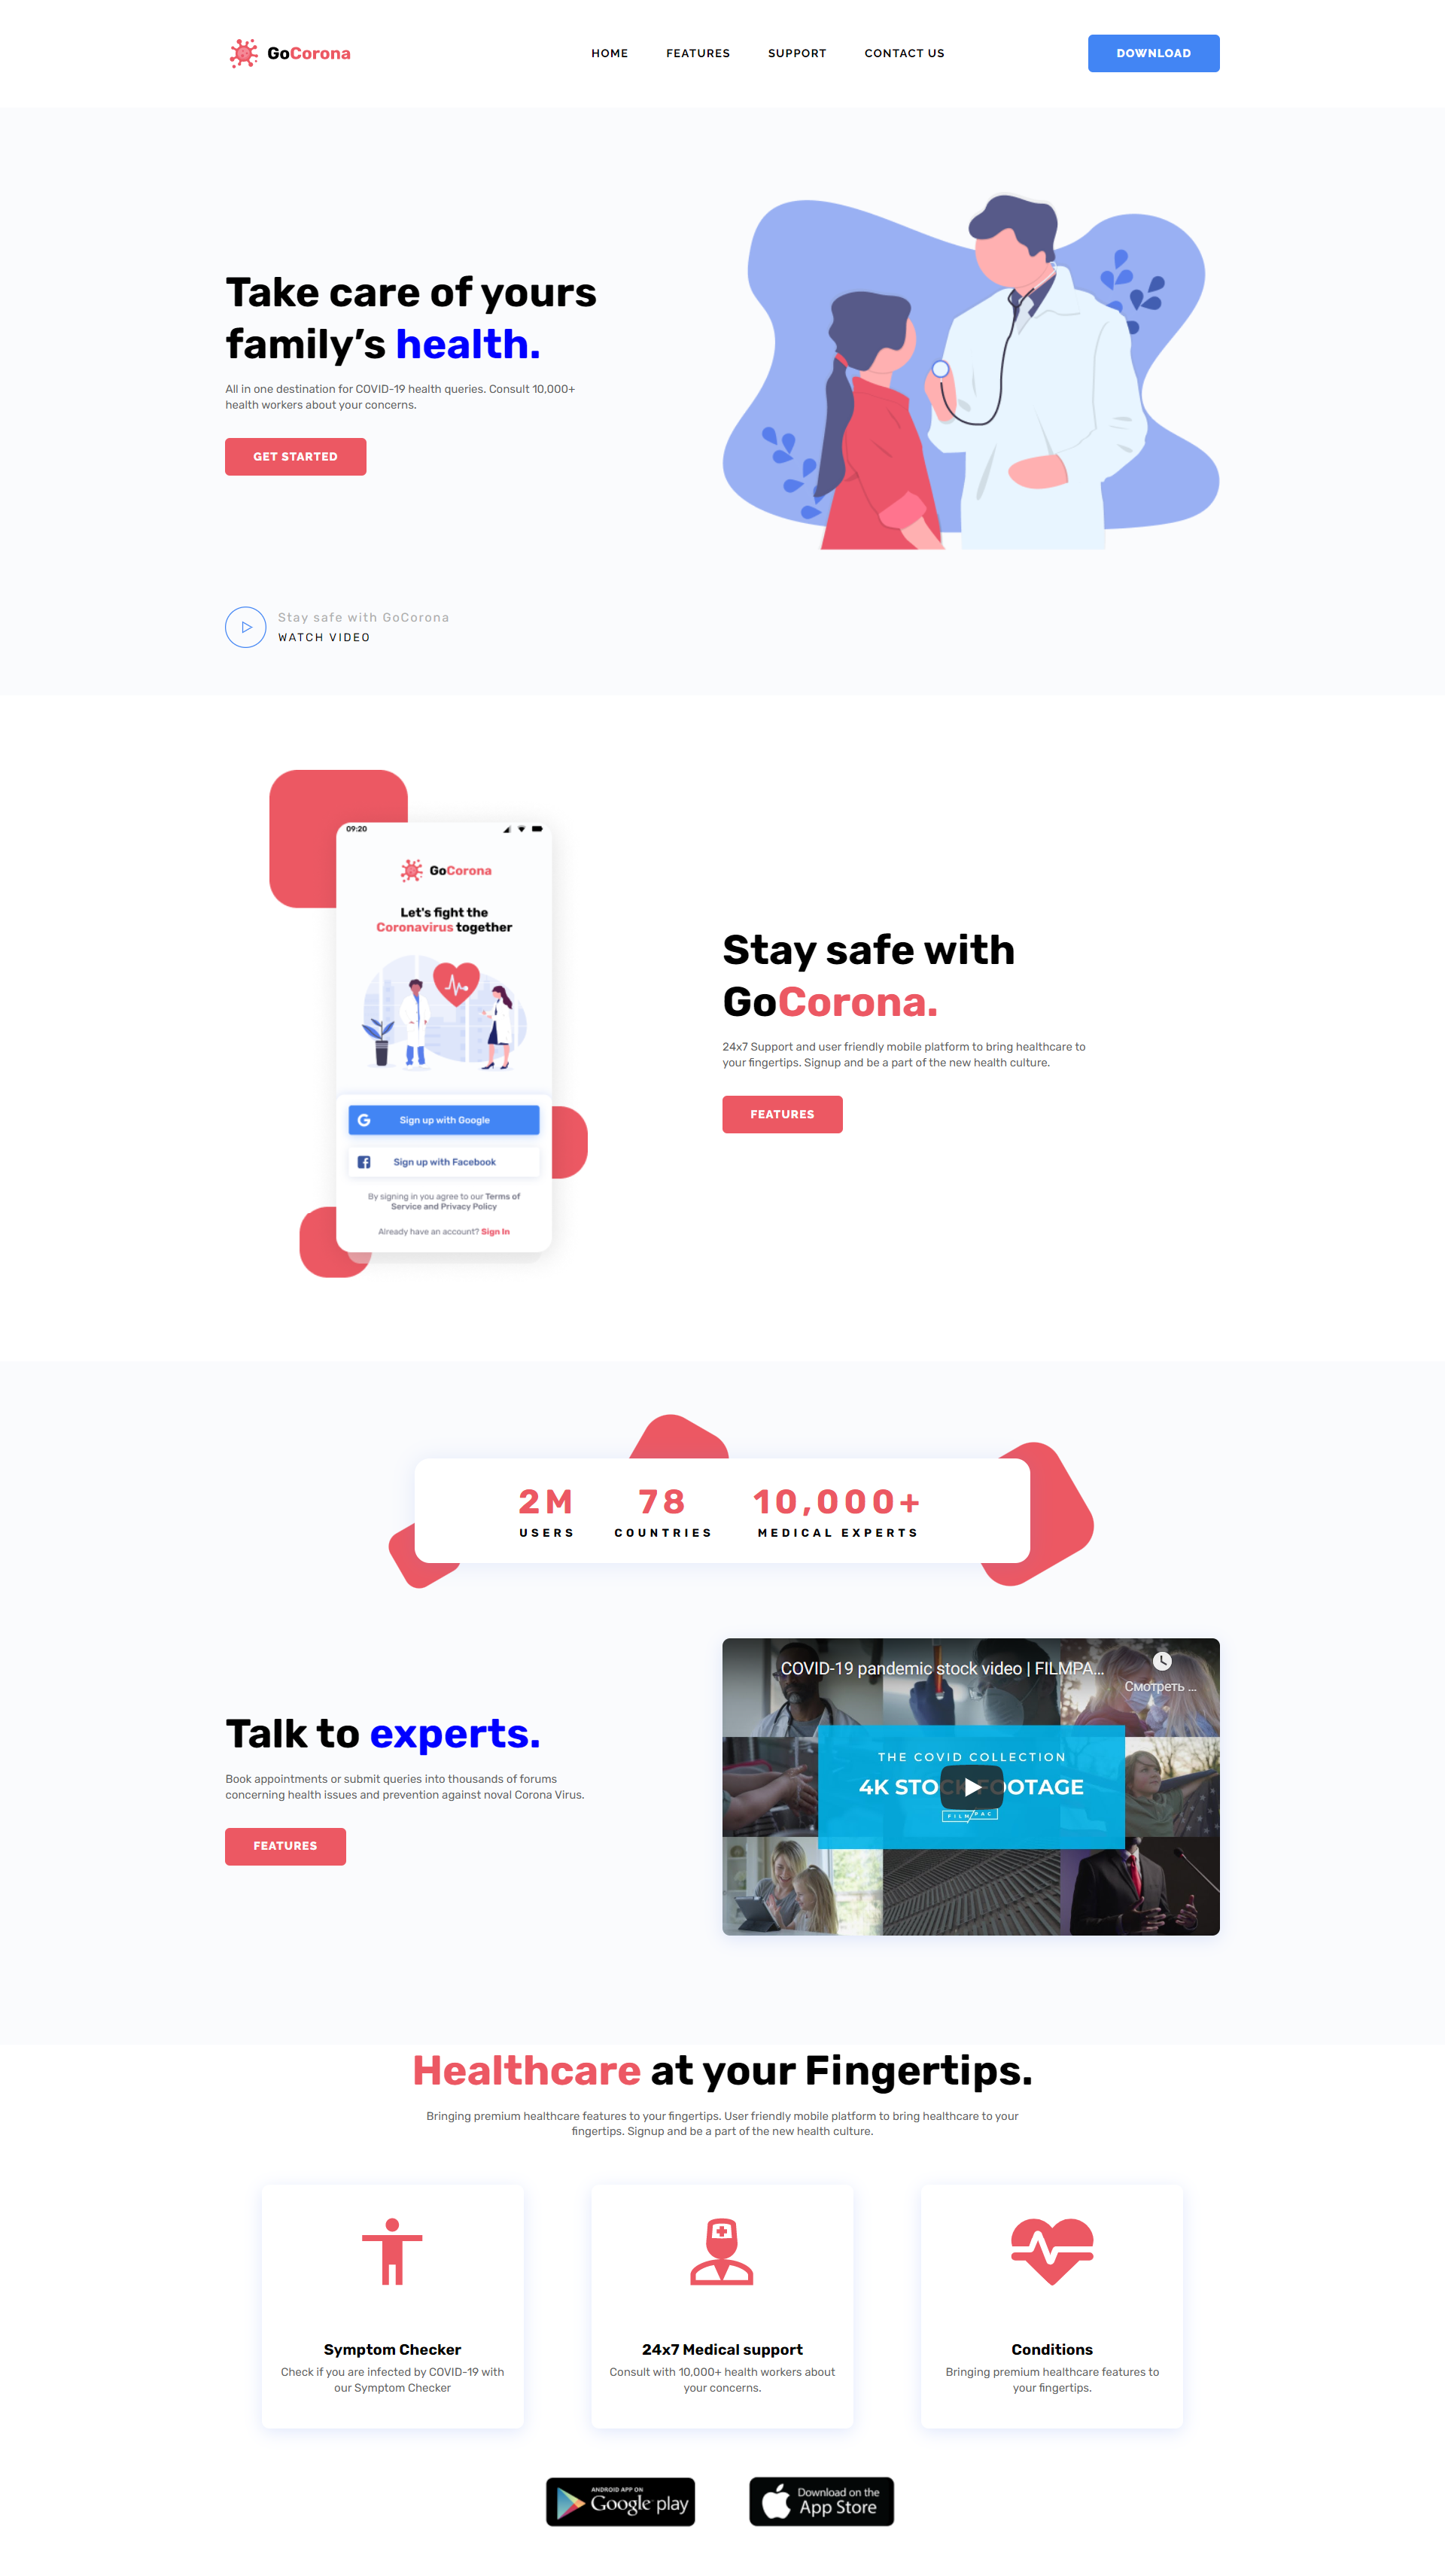 GoCorona
HOME FEATURES SUPPORT CONTACT US
DOWNLOAD
Take care of yours
family’s health.
All in one destination for COVID-19 health queries. Consult 10,000+
health workers about your concerns.
GET STARTED
Stay safe with GoCorona
WATCH VIDEO
09:20
GoCorona
Let's fight the
Coronavirus together
Sign up with Google
Sign up with Facebook
By signing in you agree to our Terms of
Service and Privacy Policy
Already have an account? Sign In
Stay safe with
GoCorona.
24x7 Support and user friendly mobile platform to bring healthcare to
your fingertips. Signup and be a part of the new health culture.
FEATURES
2M
USERS
78
COUNTRIES
10,000+
MEDICAL EXPERTS
Talk to experts.
Book appointments or submit queries into thousands of forums
concerning health issues and prevention against noval Corona Virus.
FEATURES
COVID-19 pandemic stock video | FILMPA...
Смотреть ...
THE COVID COLLECTION
4K STOCK FOOTAGE
FILMPAC
Healthcare at your Fingertips.
Bringing premium healthcare features to your fingertips. User friendly mobile platform to bring healthcare to your
fingertips. Signup and be a part of the new health culture.
Symptom Checker
Check if you are infected by COVID-19 with
our Symptom Checker
24x7 Medical support
Consult with 10,000+ health workers about
your concerns.
Conditions
Bringing premium healthcare features to
your fingertips.
ANDROID APP ON
Google play
Download on the
App Store